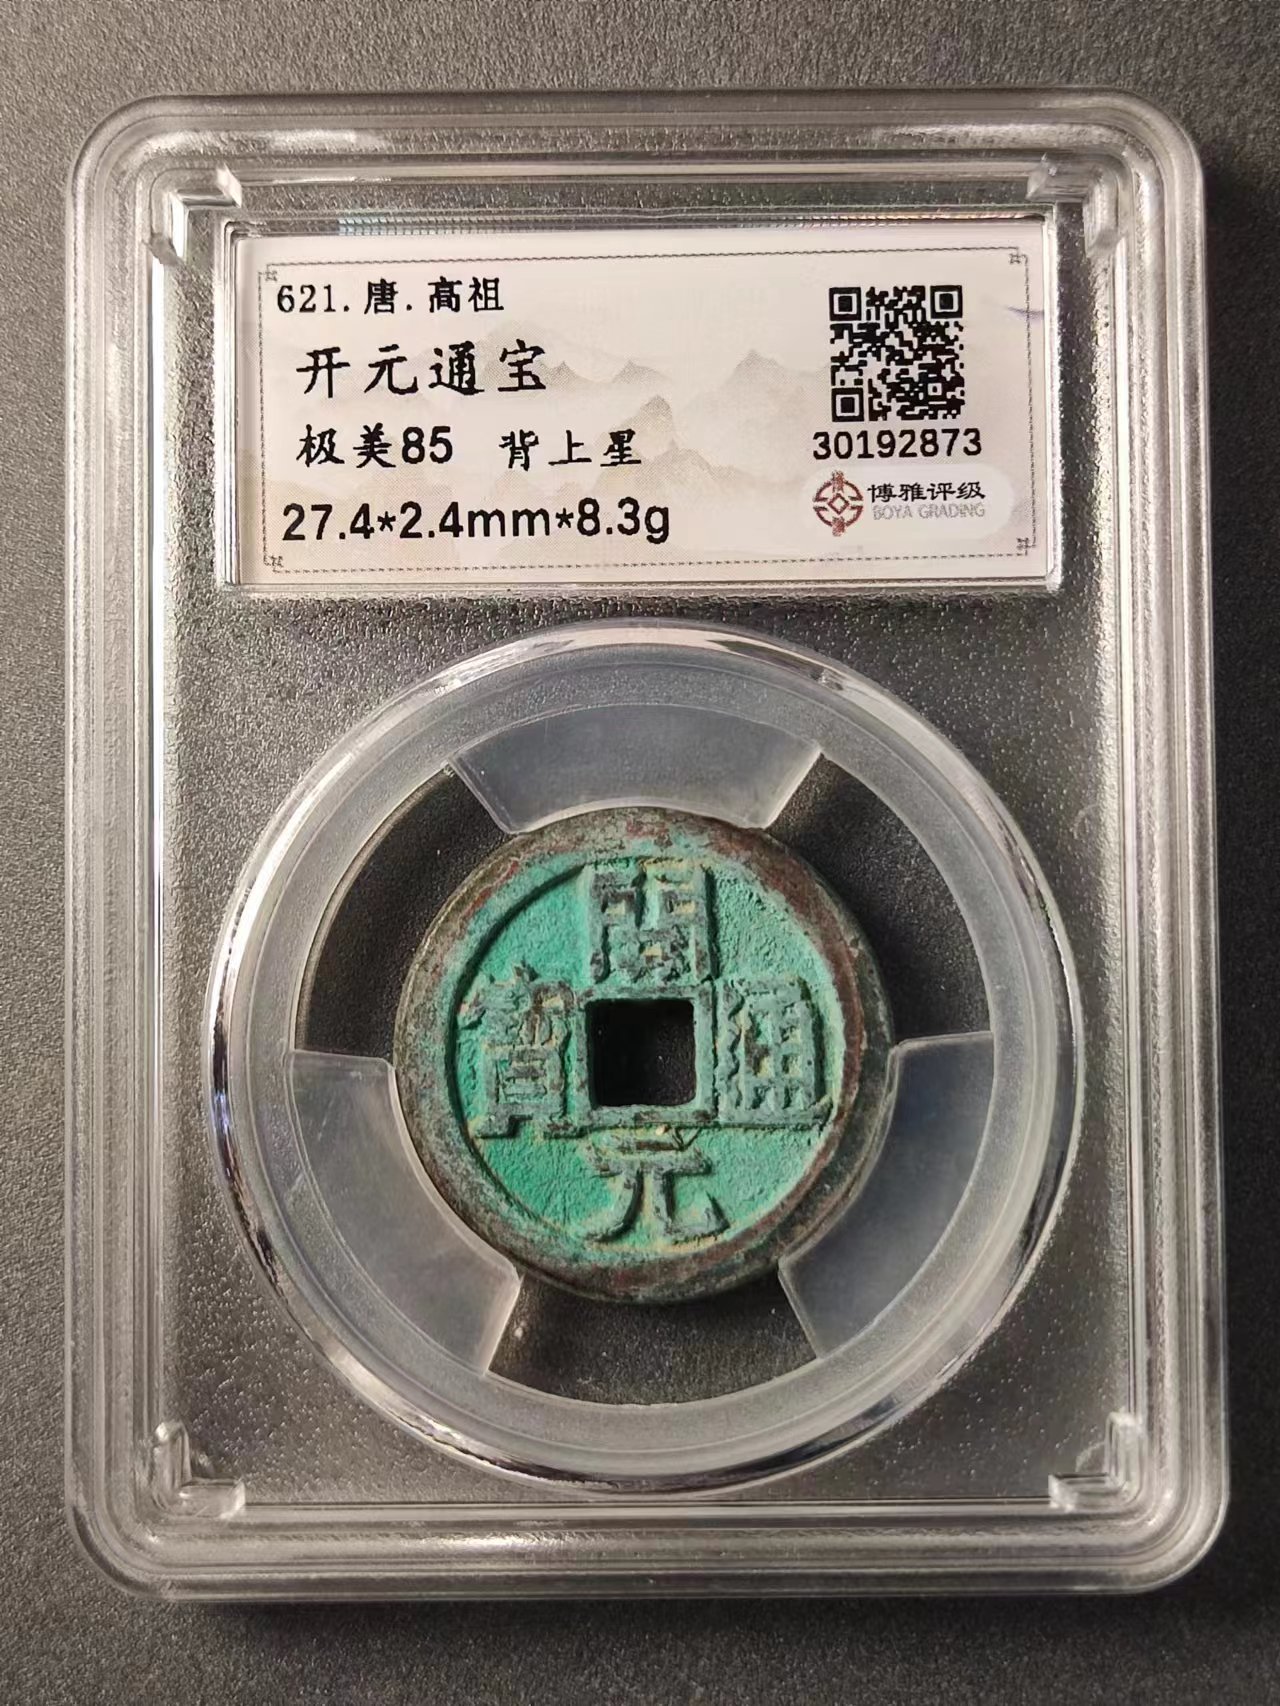 621.唐.高祖
开元通宝
极美85 背上星
27.4*2.4mm*8.3g
30192873
博雅评级
BOYA GRADING
開
元
通
寶